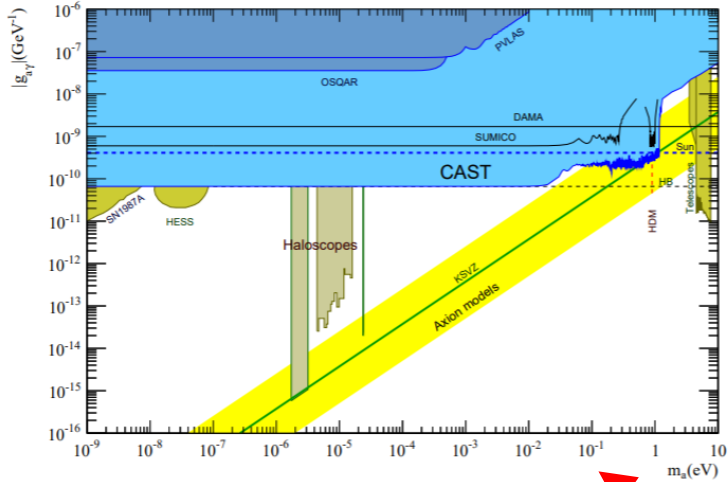 |g_aγ|(GeV⁻¹)
10⁻⁶
10⁻⁷
10⁻⁸
10⁻⁹
10⁻¹⁰
10⁻¹¹
10⁻¹²
10⁻¹³
10⁻¹⁴
10⁻¹⁵
10⁻¹⁶
PVLAS
OSQAR
DAMA
SUMICO
Sun
CAST
HB
Telescopes
SN1987A
HESS
HDM
Haloscopes
KSVZ
Axion models
10⁻⁹ 10⁻⁸ 10⁻⁷ 10⁻⁶ 10⁻⁵ 10⁻⁴ 10⁻³ 10⁻² 10⁻¹ 1 10
m_a(eV)